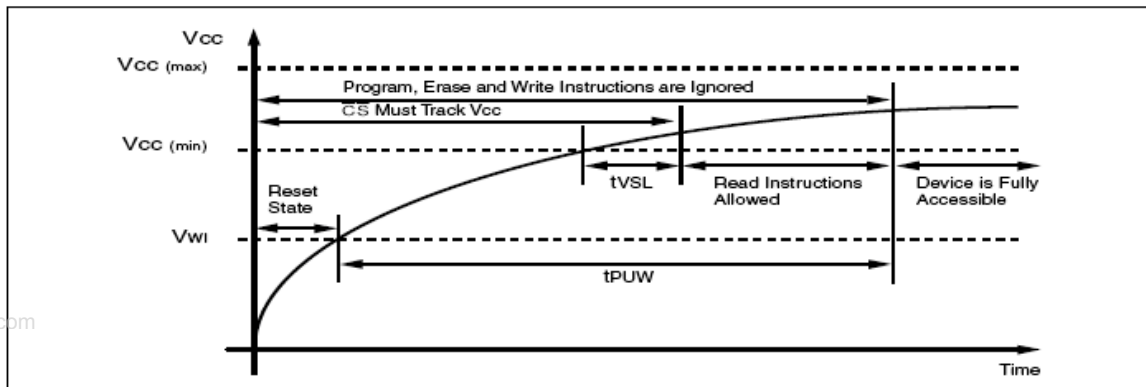 Vcc
Vcc (max)
Program, Erase and Write Instructions are Ignored
CS Must Track Vcc
Vcc (min)
tVSL
Read Instructions
Allowed
Device is Fully
Accessible
Reset
State
VWI
tPUW
com
Time